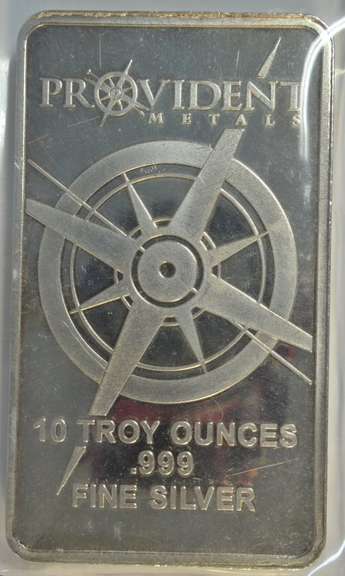 PROVIDENT
METALS
10 TROY OUNCES
.999
FINE SILVER